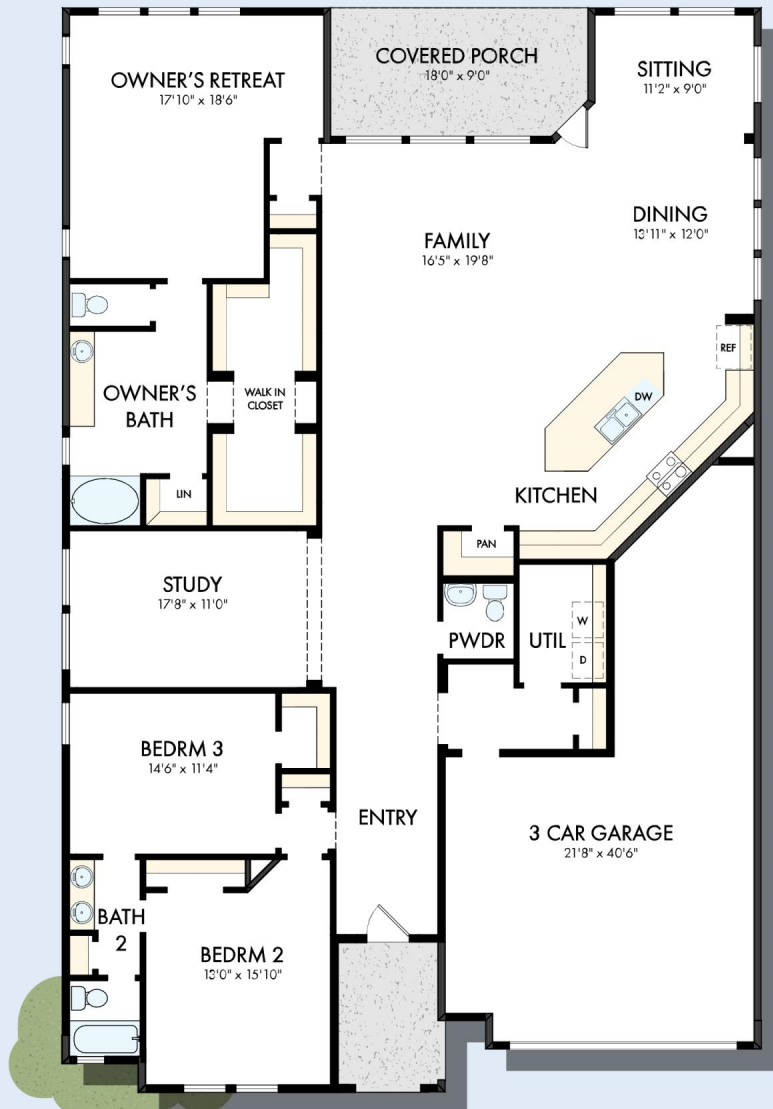 OWNER'S RETREAT
17'10" x 18'6"
COVERED PORCH
18'0" x 9'0"
SITTING
11'2" x 9'0"
FAMILY
16'5" x 19'8"
DINING
13'11" x 12'0"
REF
OWNER'S
BATH
WALK IN
CLOSET
DW
LIN
KITCHEN
PAN
STUDY
17'8" x 11'0"
PWDR
UTIL
W
D
BEDRM 3
14'6" x 11'4"
ENTRY
3 CAR GARAGE
21'8" x 40'6"
BATH
2
BEDRM 2
13'0" x 15'10"